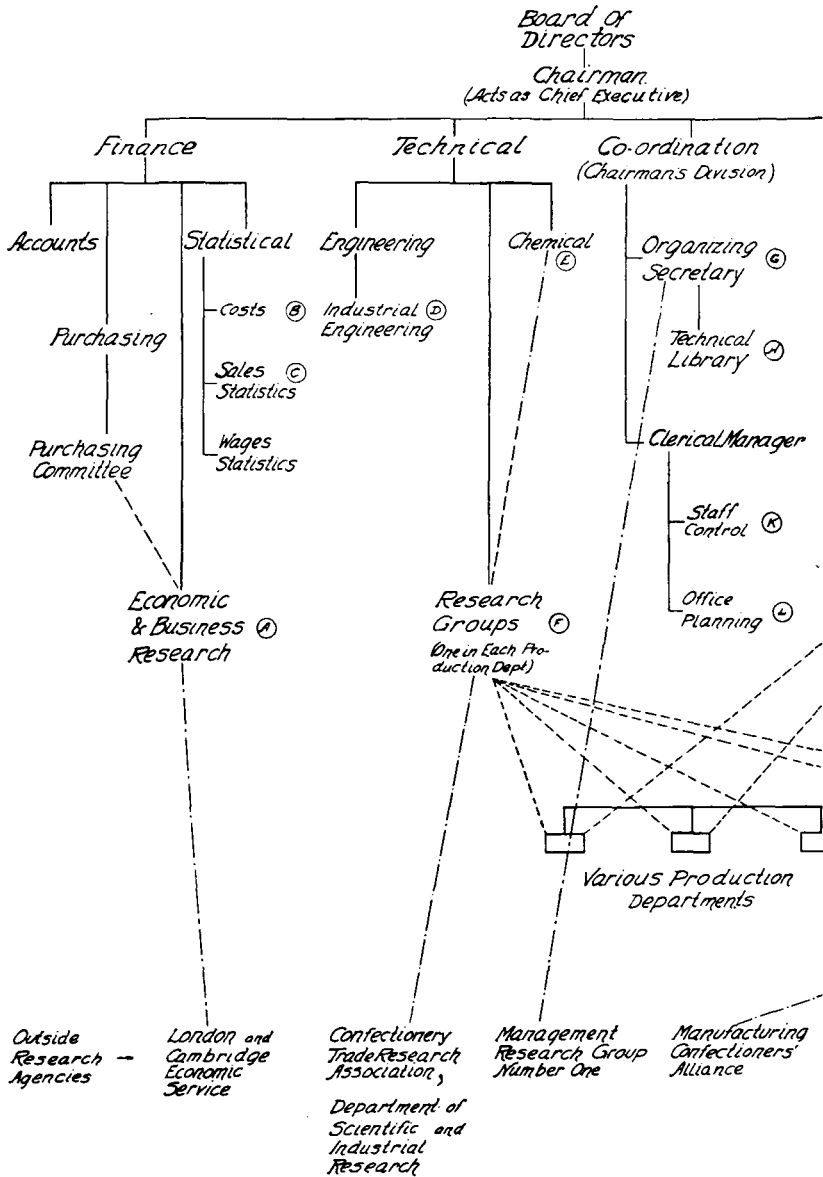 Board of
Directors
Chairman
(Acts as Chief Executive)
Finance
Technical
Co-ordination
(Chairman's Division)
Accounts
Statistical
Engineering
Chemical
E
Organizing G
Secretary
Costs B
Industrial D
Engineering
Purchasing
Technical
Library H
Sales C
Statistics
Purchasing
Committee
Wages
Statistics
Clerical Manager
Staff
Control K
Economic
& Business A
Research
Research
Groups F
(One in Each Pro-
duction Dept)
Office
Planning L
Various Production
Departments
Outside
Research –
Agencies
London and
Cambridge
Economic
Service
Confectionery
Trade Research
Association,
Department of
Scientific and
Industrial
Research
Management
Research Group
Number One
Manufacturing
Confectioners'
Alliance